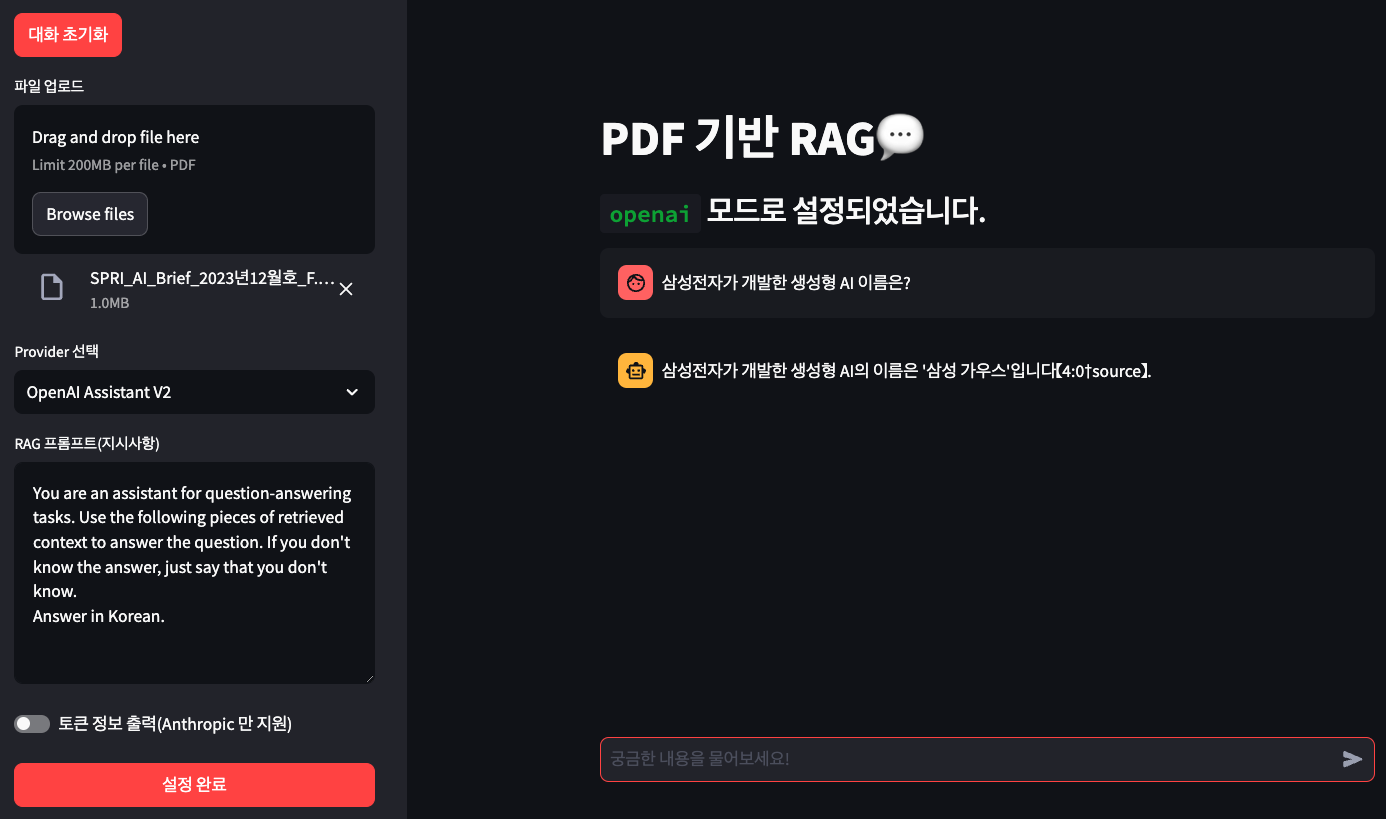 대화 초기화
파일 업로드
Drag and drop file here
Limit 200MB per file • PDF
Browse files
SPRI_AI_Brief_2023년12월호_F....
1.0MB
Provider 선택
OpenAI Assistant V2
RAG 프롬프트(지시사항)
You are an assistant for question-answering
tasks. Use the following pieces of retrieved
context to answer the question. If you don't
know the answer, just say that you don't
know.
Answer in Korean.
토큰 정보 출력(Anthropic 만 지원)
설정 완료
PDF 기반 RAG💬
openai 모드로 설정되었습니다.
삼성전자가 개발한 생성형 AI 이름은?
삼성전자가 개발한 생성형 AI의 이름은 '삼성 가우스'입니다【4:0†source】.
궁금한 내용을 물어보세요!